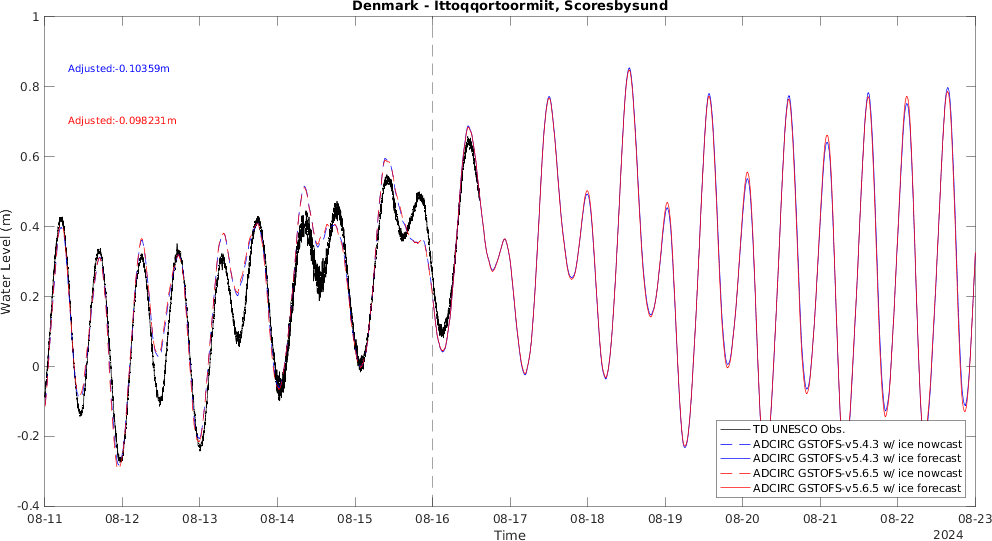 Denmark - Ittoqqortoormiit, Scoresbysund
Adjusted:-0.10359m
Adjusted:-0.098231m
Water Level (m)
1
0.8
0.6
0.4
0.2
0
-0.2
-0.4
TD UNESCO Obs.
ADCIRC GSTOFS-v5.4.3 w/ ice nowcast
ADCIRC GSTOFS-v5.4.3 w/ ice forecast
ADCIRC GSTOFS-v5.6.5 w/ ice nowcast
ADCIRC GSTOFS-v5.6.5 w/ ice forecast
08-11 08-12 08-13 08-14 08-15 08-16 08-17 08-18 08-19 08-20 08-21 08-22 08-23
Time
2024